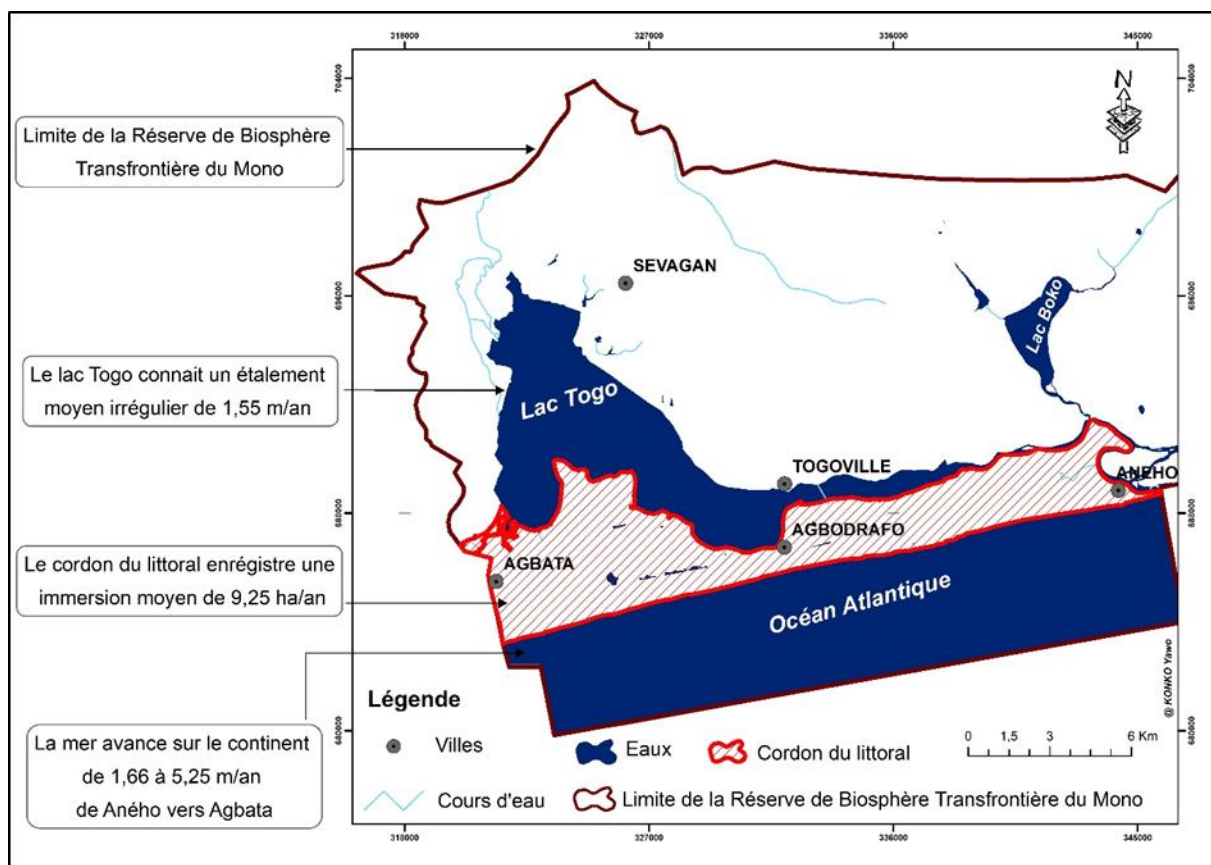 318000
327000
336000
345000
704000
704000
N
Limite de la Réserve de Biosphère
Transfrontière du Mono
SEVAGAN
696000
696000
Lac Boko
Le lac Togo connait un étalement
moyen irrégulier de 1,55 m/an
Lac Togo
TOGOVILLE
ANEHO
688000
688000
AGBODRAFO
AGBATA
Le cordon du littoral enrégistre une
immersion moyen de 9,25 ha/an
Océan Atlantique
@ KONKO Yawo
La mer avance sur le continent
de 1,66 à 5,25 m/an
de Aného vers Agbata
680000
680000
Légende
Villes
Eaux
Cordon du littoral
0 1,5 3 6 Km
Cours d'eau
Limite de la Réserve de Biosphère Transfrontière du Mono
318000
327000
336000
345000